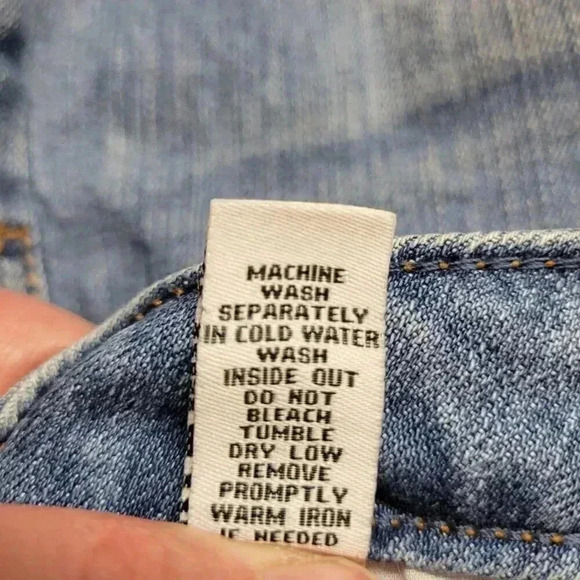 MACHINE
WASH
SEPARATELY
IN COLD WATER
WASH
INSIDE OUT
DO NOT
BLEACH
TUMBLE
DRY LOW
REMOVE
PROMPTLY
WARM IRON
IF NEEDED